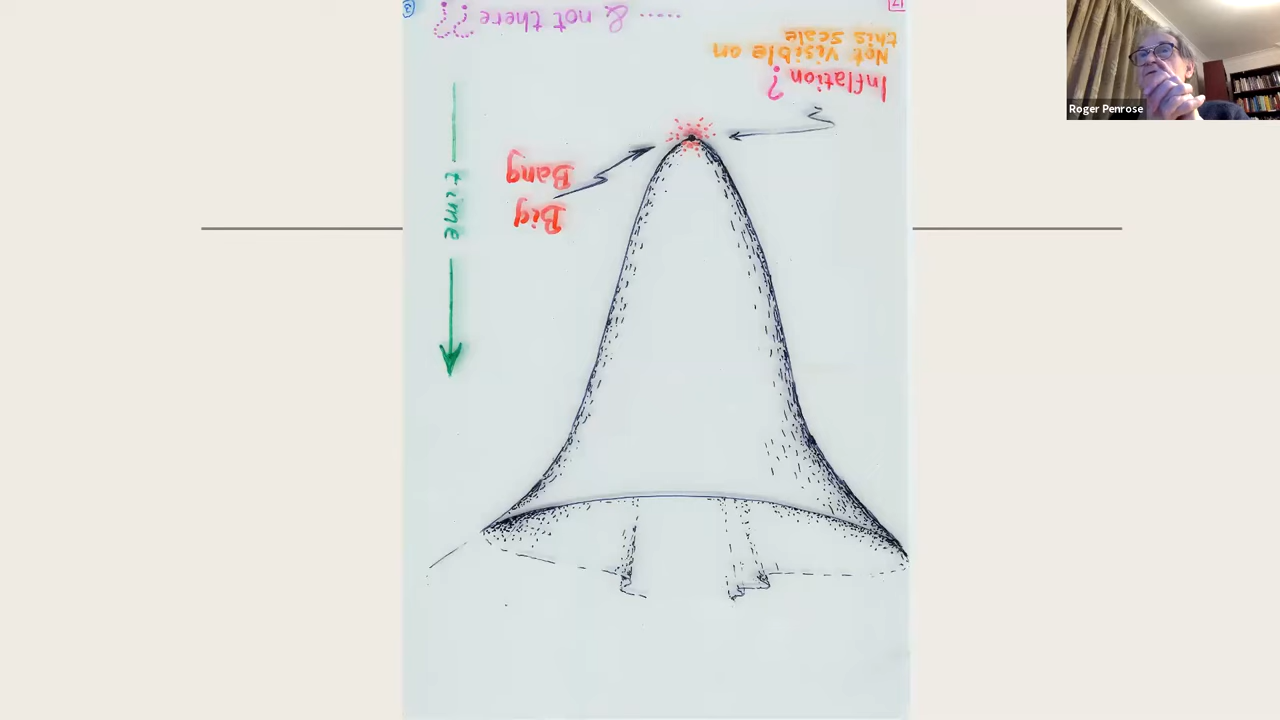 time
Big
Bang
Inflation?
Not visible on
this scale
..... & not there ??
Roger Penrose